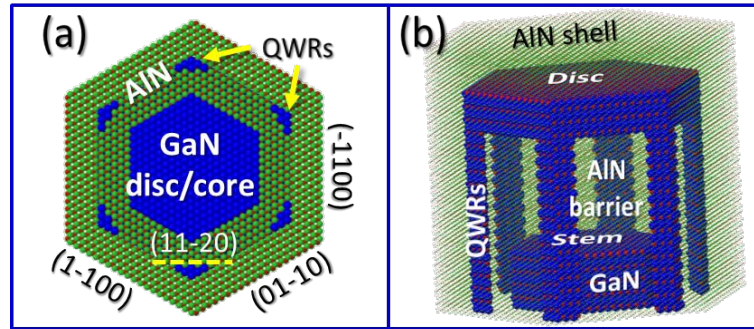 (a)
QWRs
AlN
GaN
disc/core
(11-20)
(-1100)
(1-100)
(01-10)
(b)
AlN shell
Disc
QWRs
AlN
barrier
Stem
GaN